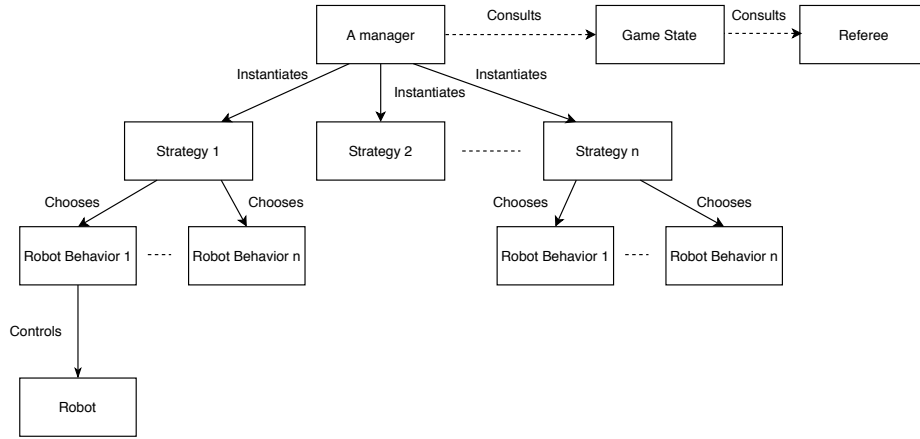 Consults
Consults
A manager
Game State
Referee
Instantiates
Instantiates
Instantiates
Strategy 1
Strategy 2
Strategy n
Chooses
Chooses
Chooses
Chooses
Robot Behavior 1
Robot Behavior n
Robot Behavior 1
Robot Behavior n
Controls
Robot